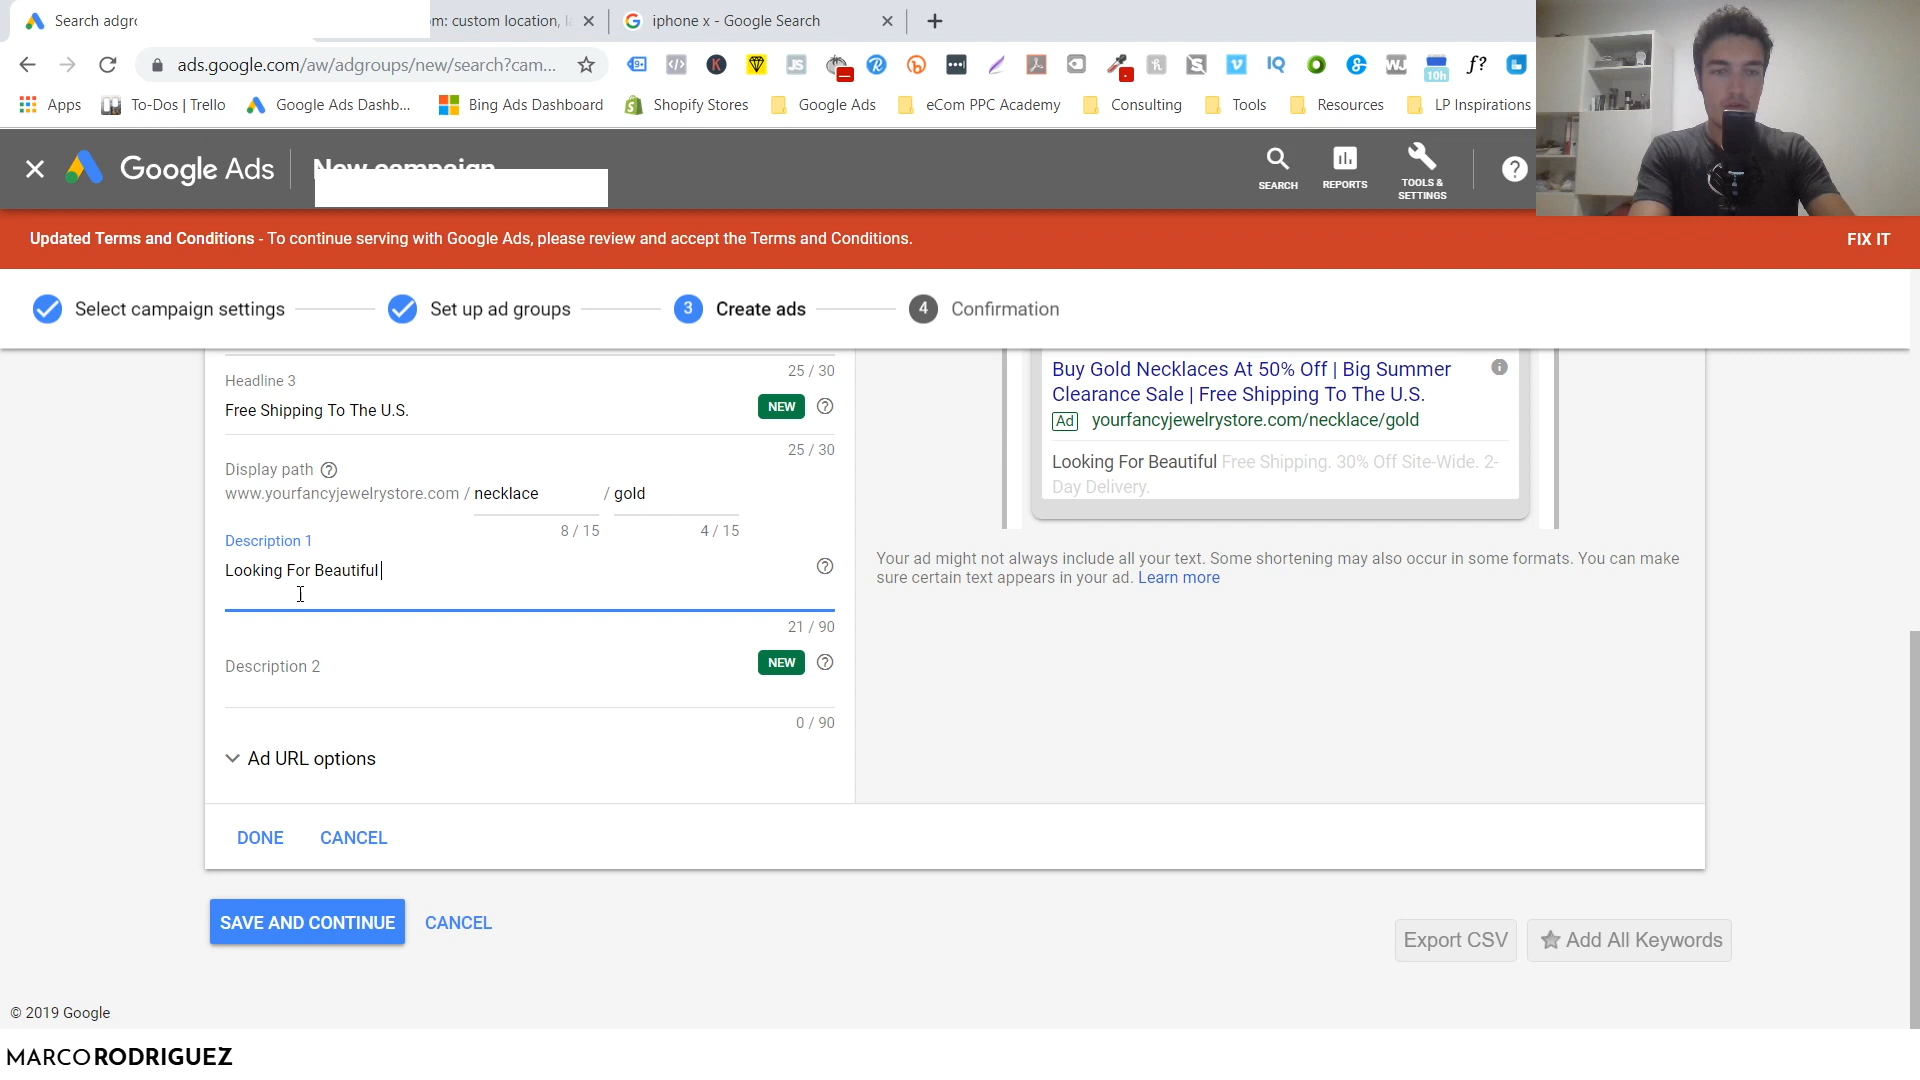 Search adgro
om: custom location, l
iphone x - Google Search
ads.google.com/aw/adgroups/new/search?cam...
Apps
To-Dos | Trello
Google Ads Dashb...
Bing Ads Dashboard
Shopify Stores
Google Ads
eCom PPC Academy
Consulting
Tools
Resources
LP Inspirations
Google Ads
New campaign
SEARCH
REPORTS
TOOLS & SETTINGS
Updated Terms and Conditions - To continue serving with Google Ads, please review and accept the Terms and Conditions.
FIX IT
Select campaign settings
Set up ad groups
3 Create ads
4 Confirmation
25 / 30
Headline 3
Free Shipping To The U.S.
NEW
25 / 30
Display path
www.yourfancyjewelrystore.com / necklace / gold
8 / 15
4 / 15
Description 1
Looking For Beautiful
21 / 90
Description 2
NEW
0 / 90
Ad URL options
DONE
CANCEL
Buy Gold Necklaces At 50% Off | Big Summer
Clearance Sale | Free Shipping To The U.S.
Ad yourfancyjewelrystore.com/necklace/gold
Looking For Beautiful Free Shipping. 30% Off Site-Wide. 2-
Day Delivery.
Your ad might not always include all your text. Some shortening may also occur in some formats. You can make
sure certain text appears in your ad. Learn more
SAVE AND CONTINUE
CANCEL
Export CSV
Add All Keywords
© 2019 Google
MARCORODRIGUEZ